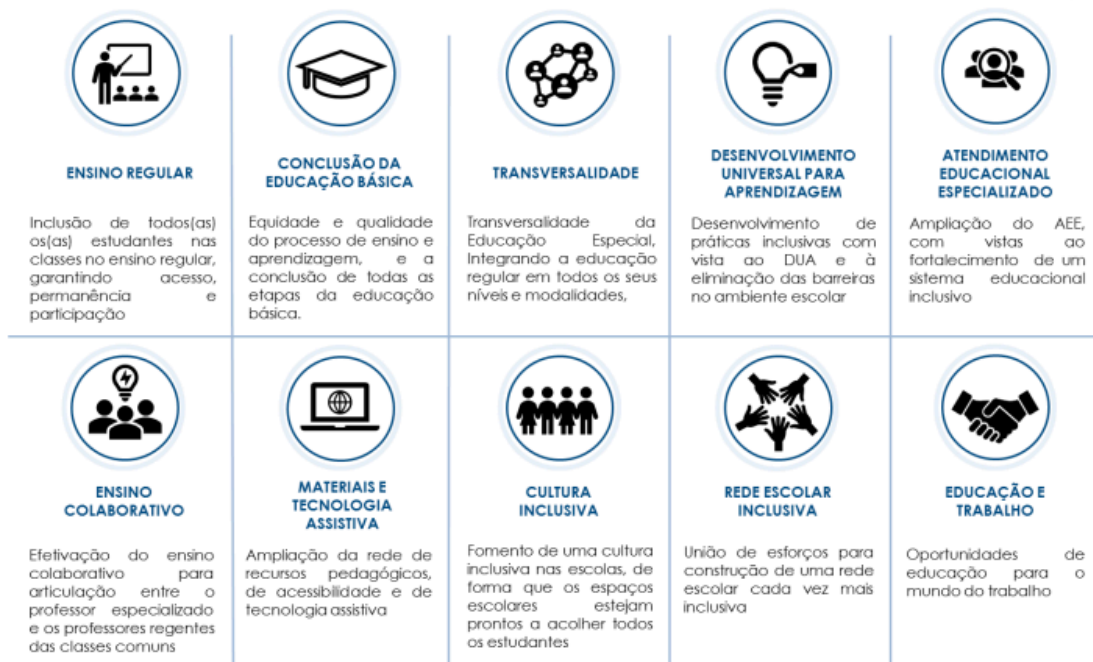 ENSINO REGULAR
Inclusão de todos(as)
os(as) estudantes nas
classes no ensino regular,
garantindo acesso,
permanência e
participação
CONCLUSÃO DA
EDUCAÇÃO BÁSICA
Equidade e qualidade
do processo de ensino e
aprendizagem, e a
conclusão de todas as
etapas da educação
básica.
TRANSVERSALIDADE
Transversalidade da
Educação Especial,
Integrando a educação
regular em todos os seus
níveis e modalidades,
DESENVOLVIMENTO
UNIVERSAL PARA
APRENDIZAGEM
Desenvolvimento de
práticas inclusivas com
vista ao DUA e à
eliminação das barreiras
no ambiente escolar
ATENDIMENTO
EDUCACIONAL
ESPECIALIZADO
Ampliação do AEE,
com vistas ao
fortalecimento de um
sistema educacional
inclusivo
ENSINO
COLABORATIVO
Efetivação do ensino
colaborativo para
articulação entre o
professor especializado
e os professores regentes
das classes comuns
MATERIAIS E
TECNOLOGIA
ASSISTIVA
Ampliação da rede de
recursos pedagógicos,
de acessibilidade e de
tecnologia assistiva
CULTURA
INCLUSIVA
Fomento de uma cultura
inclusiva nas escolas, de
forma que os espaços
escolares estejam
prontos a acolher todos
os estudantes
REDE ESCOLAR
INCLUSIVA
União de esforços para
construção de uma rede
escolar cada vez mais
inclusiva
EDUCAÇÃO E
TRABALHO
Oportunidades de
educação para o
mundo do trabalho